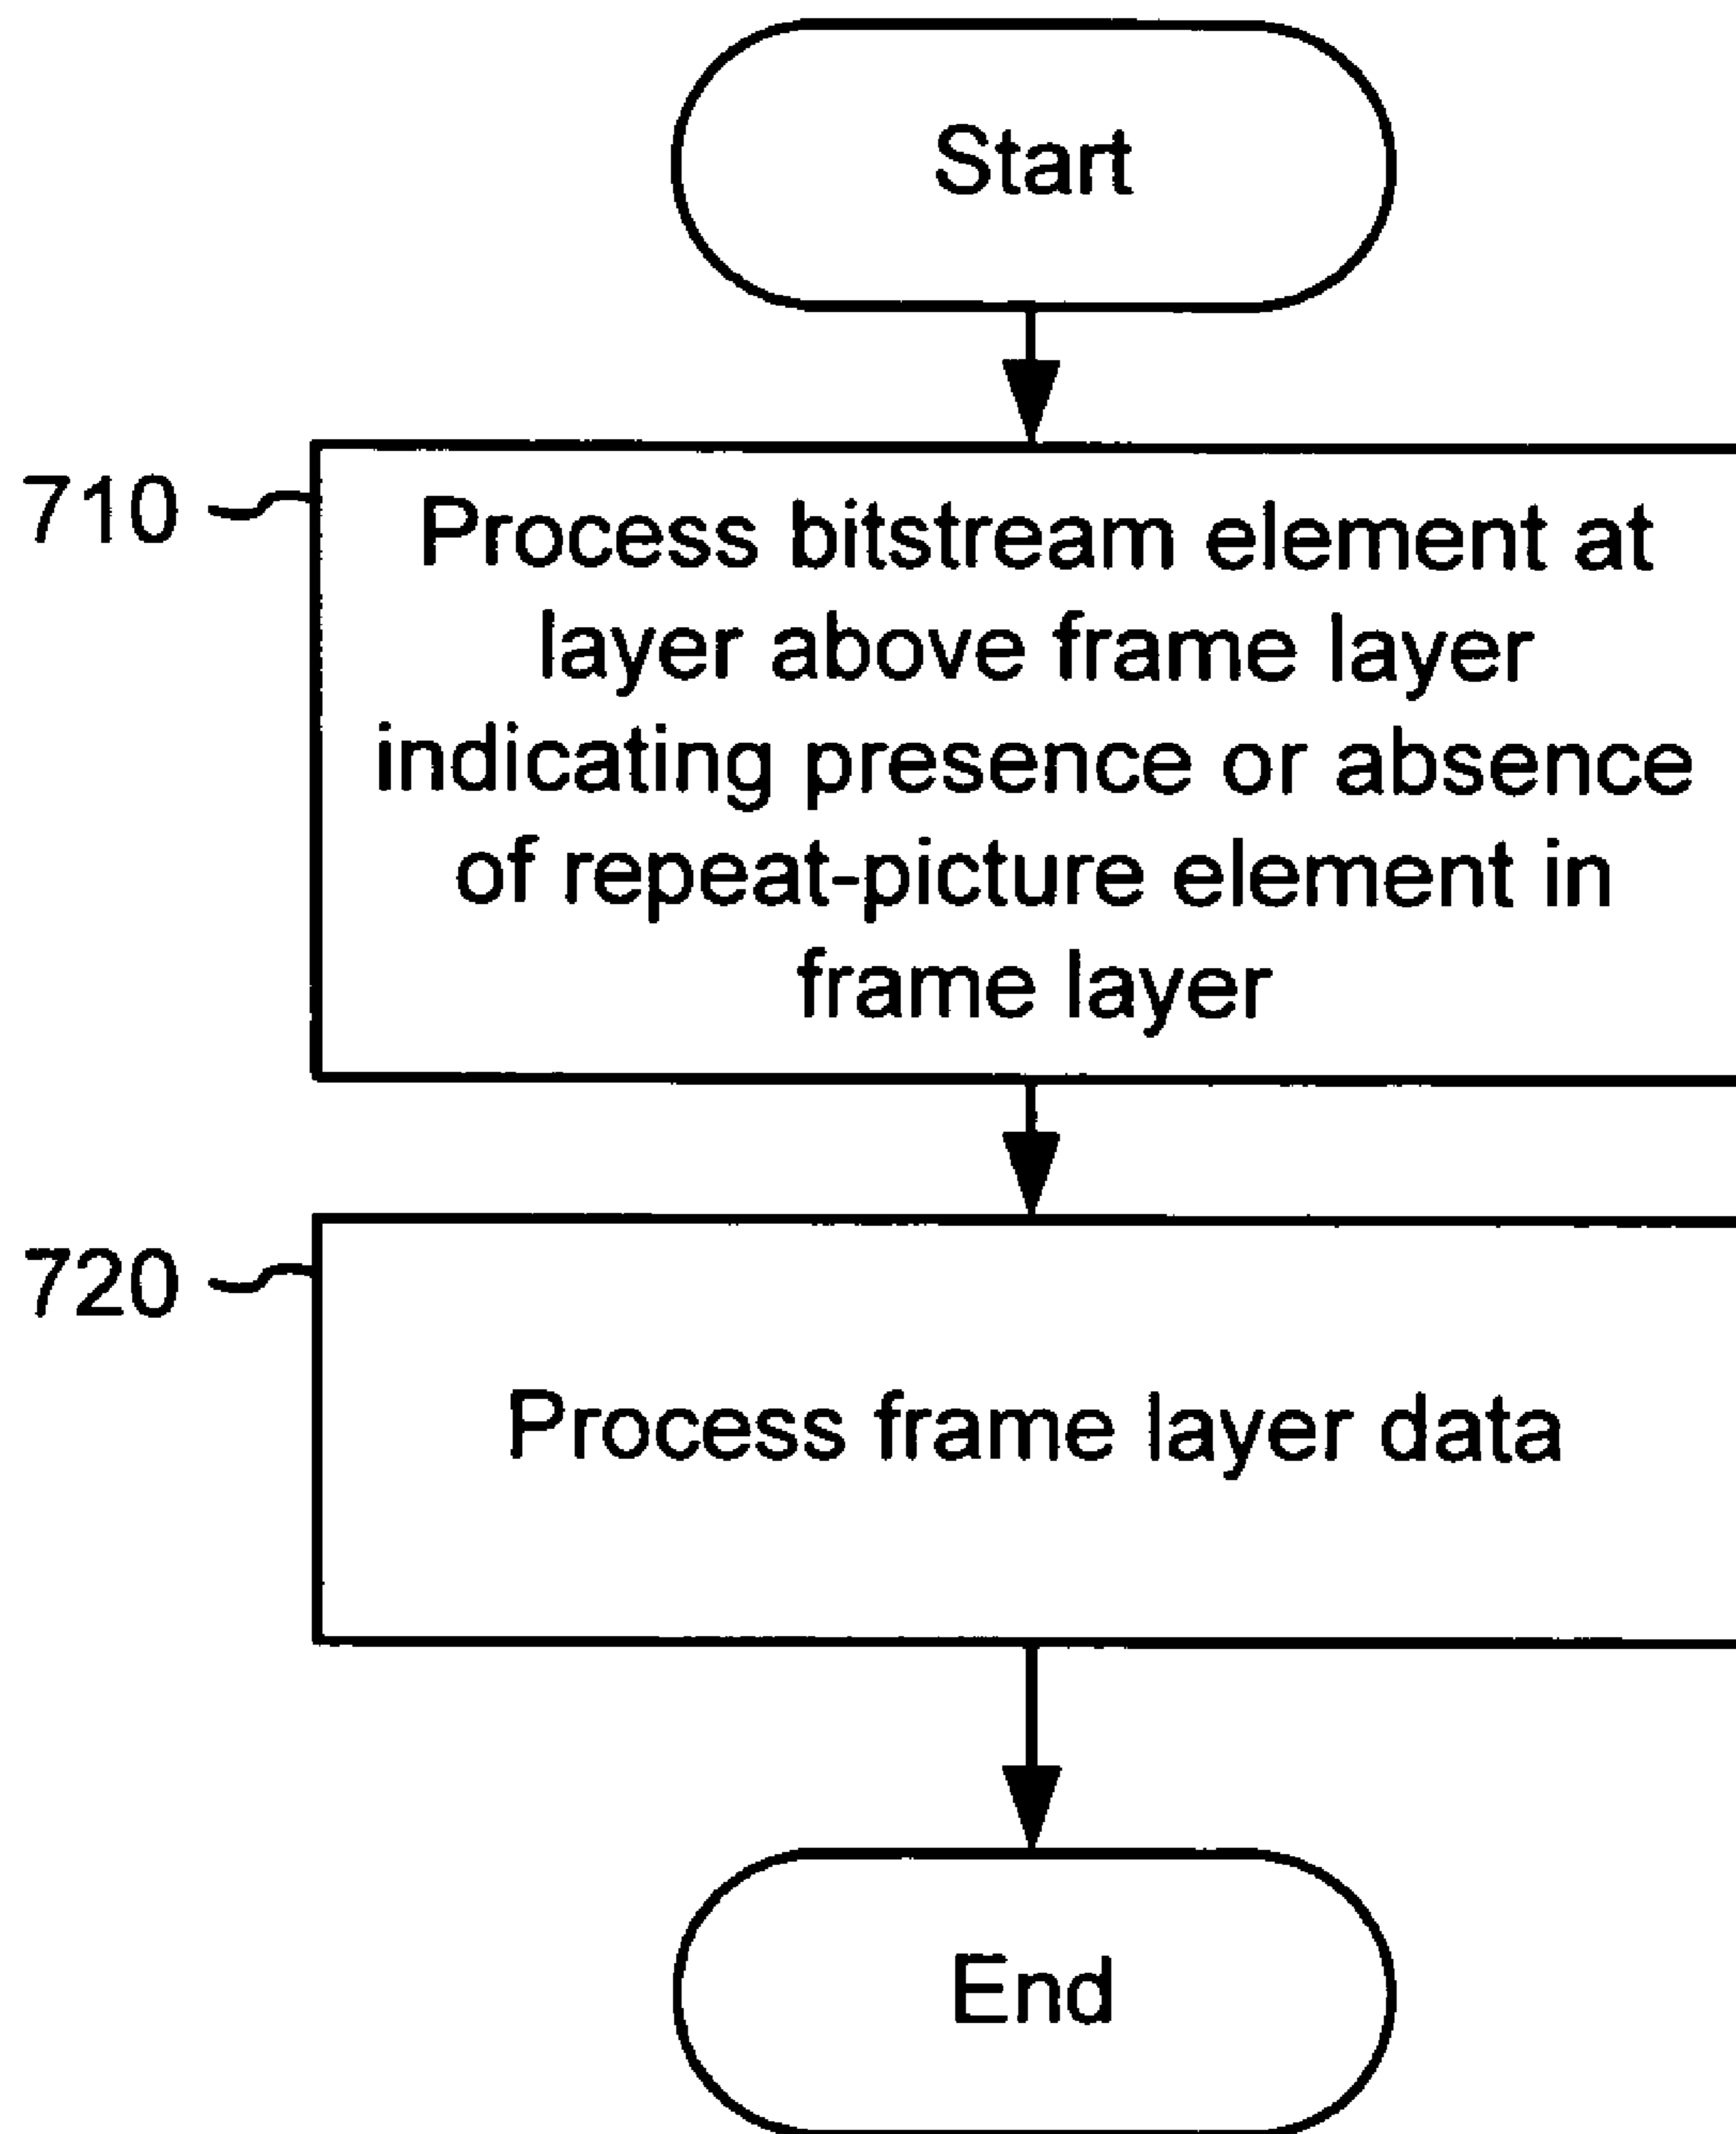 Start
710
Process bitstream element at
layer above frame layer
indicating presence or absence
of repeat-picture element in
frame layer
720
Process frame layer data
End